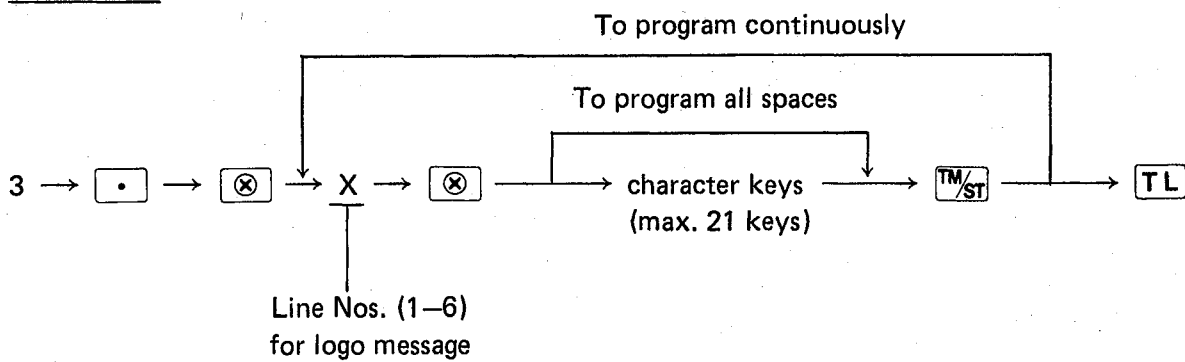 To program continuously
To program all spaces
3 → • → ⊗ → X → ⊗ → character keys → TM/ST → TL
(max. 21 keys)
Line Nos. (1–6)
for logo message